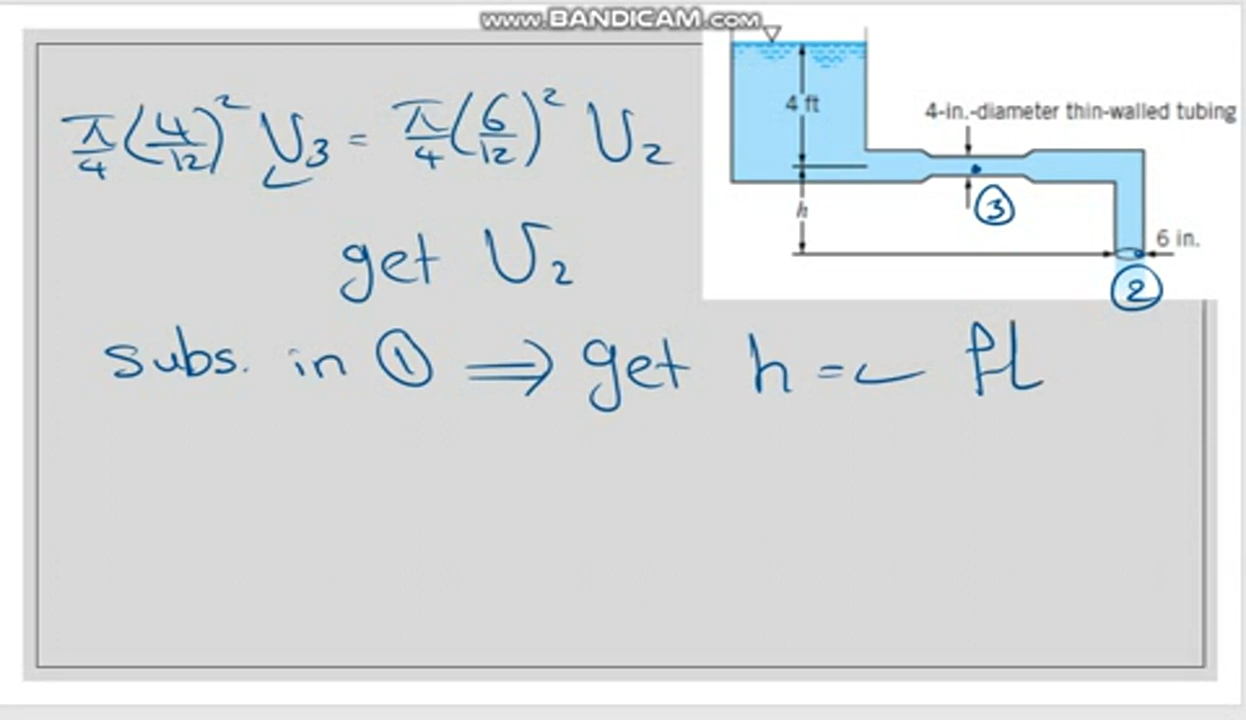 www.BANDICAM.com
π/4 (4/12)² V₃ = π/4 (6/12)² V₂
get V₂
subs. in ① ⇒ get h = ft
4 ft
4-in.-diameter thin-walled tubing
③
h
6 in.
②